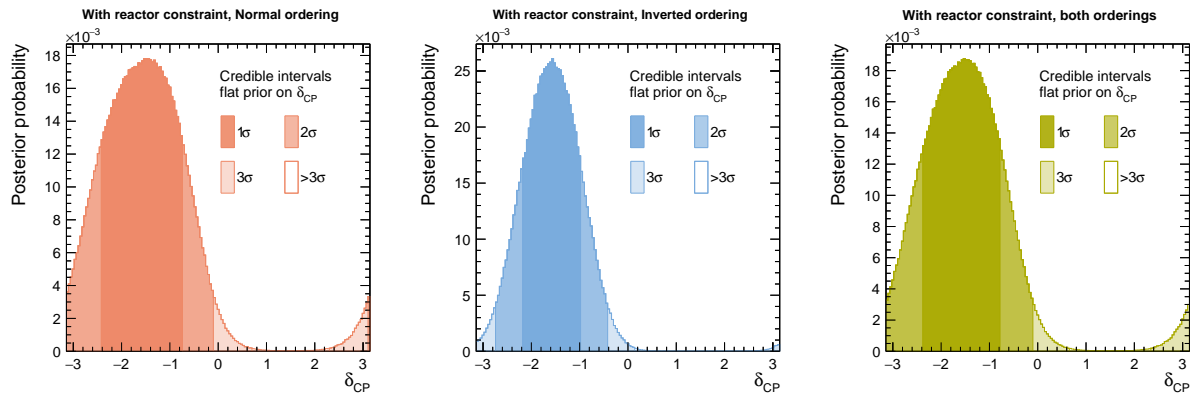 With reactor constraint, Normal ordering
×10⁻³
Posterior probability
18
16
14
12
10
8
6
4
2
0
Credible intervals
flat prior on δCP
1σ 2σ
3σ >3σ
−3 −2 −1 0 1 2 3
δCP
With reactor constraint, Inverted ordering
×10⁻³
Posterior probability
25
20
15
10
5
0
Credible intervals
flat prior on δCP
1σ 2σ
3σ >3σ
−3 −2 −1 0 1 2 3
δCP
With reactor constraint, both orderings
×10⁻³
Posterior probability
18
16
14
12
10
8
6
4
2
0
Credible intervals
flat prior on δCP
1σ 2σ
3σ >3σ
−3 −2 −1 0 1 2 3
δCP